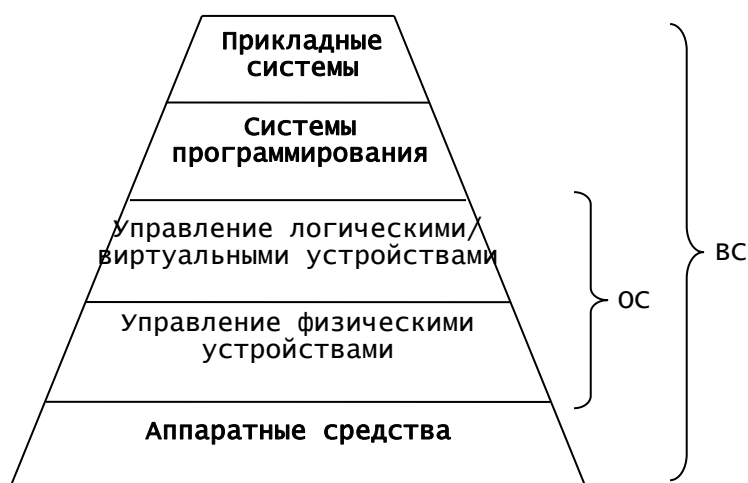 Прикладные
системы
Системы
программирования
Управление логическими/
виртуальными устройствами
Управление физическими
устройствами
Аппаратные средства
ОС
ВС